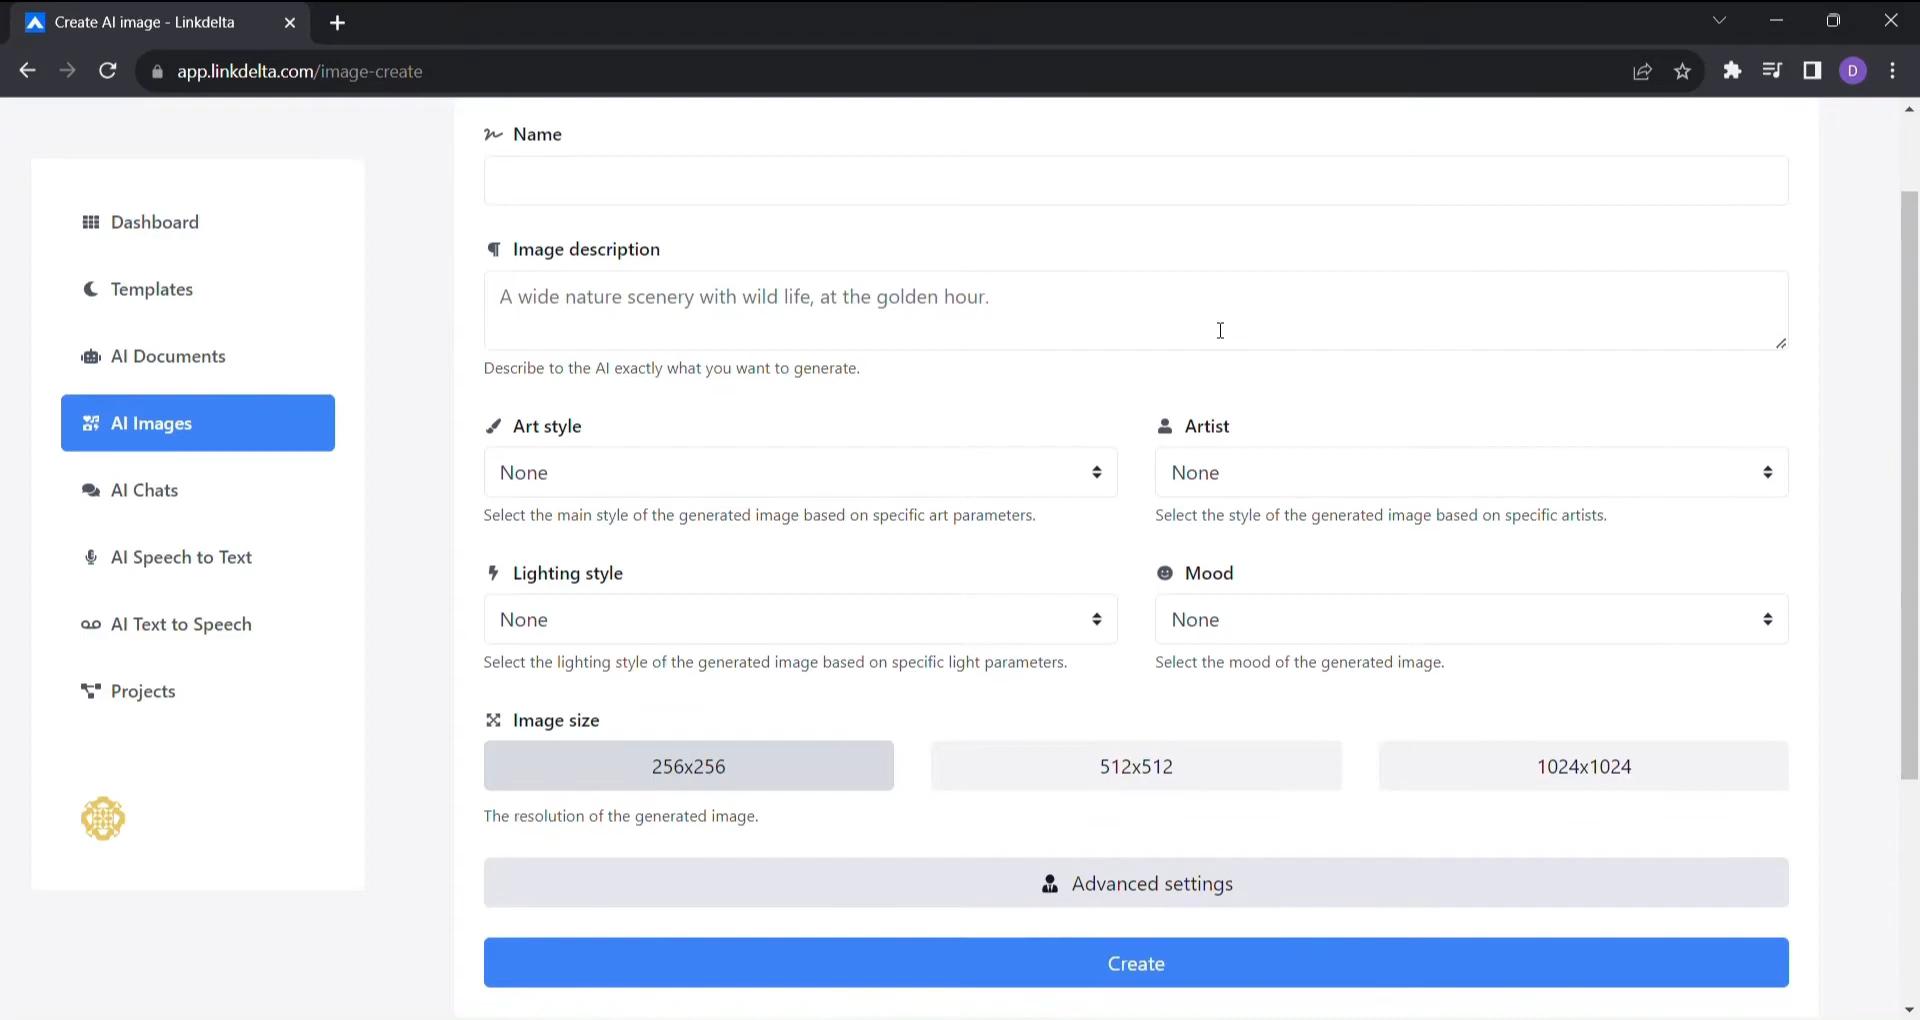 Create AI image - Linkdelta
app.linkdelta.com/image-create
D
Dashboard
Templates
AI Documents
AI Images
AI Chats
AI Speech to Text
AI Text to Speech
Projects
Name
Image description
A wide nature scenery with wild life, at the golden hour.
Describe to the AI exactly what you want to generate.
Art style
None
Select the main style of the generated image based on specific art parameters.
Artist
None
Select the style of the generated image based on specific artists.
Lighting style
None
Select the lighting style of the generated image based on specific light parameters.
Mood
None
Select the mood of the generated image.
Image size
256x256
512x512
1024x1024
The resolution of the generated image.
Advanced settings
Create